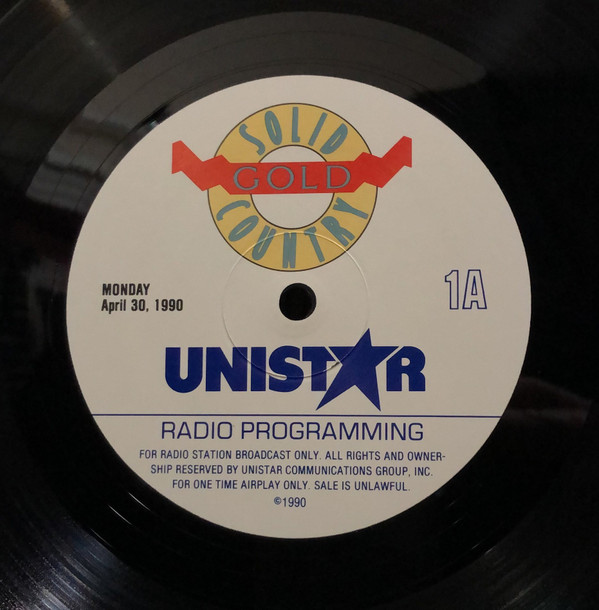 SOLID
GOLD
COUNTRY
MONDAY
April 30, 1990
1A
UNISTAR
RADIO PROGRAMMING
FOR RADIO STATION BROADCAST ONLY. ALL RIGHTS AND OWNER-
SHIP RESERVED BY UNISTAR COMMUNICATIONS GROUP, INC.
FOR ONE TIME AIRPLAY ONLY. SALE IS UNLAWFUL.
©1990